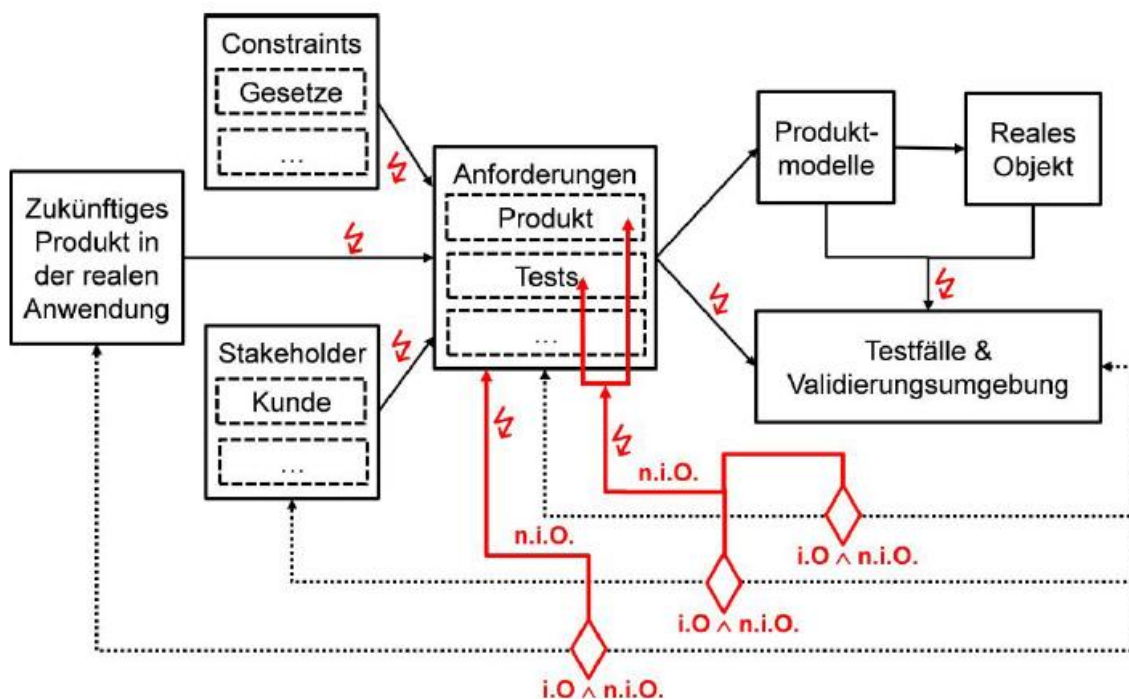 Constraints
Gesetze
...
Zukünftiges
Produkt in
der realen
Anwendung
Stakeholder
Kunde
...
Anforderungen
Produkt
Tests
...
Produkt-
modelle
Reales
Objekt
Testfälle &
Validierungsumgebung
n.i.O.
n.i.O.
i.O ∧ n.i.O.
i.O ∧ n.i.O.
i.O ∧ n.i.O.